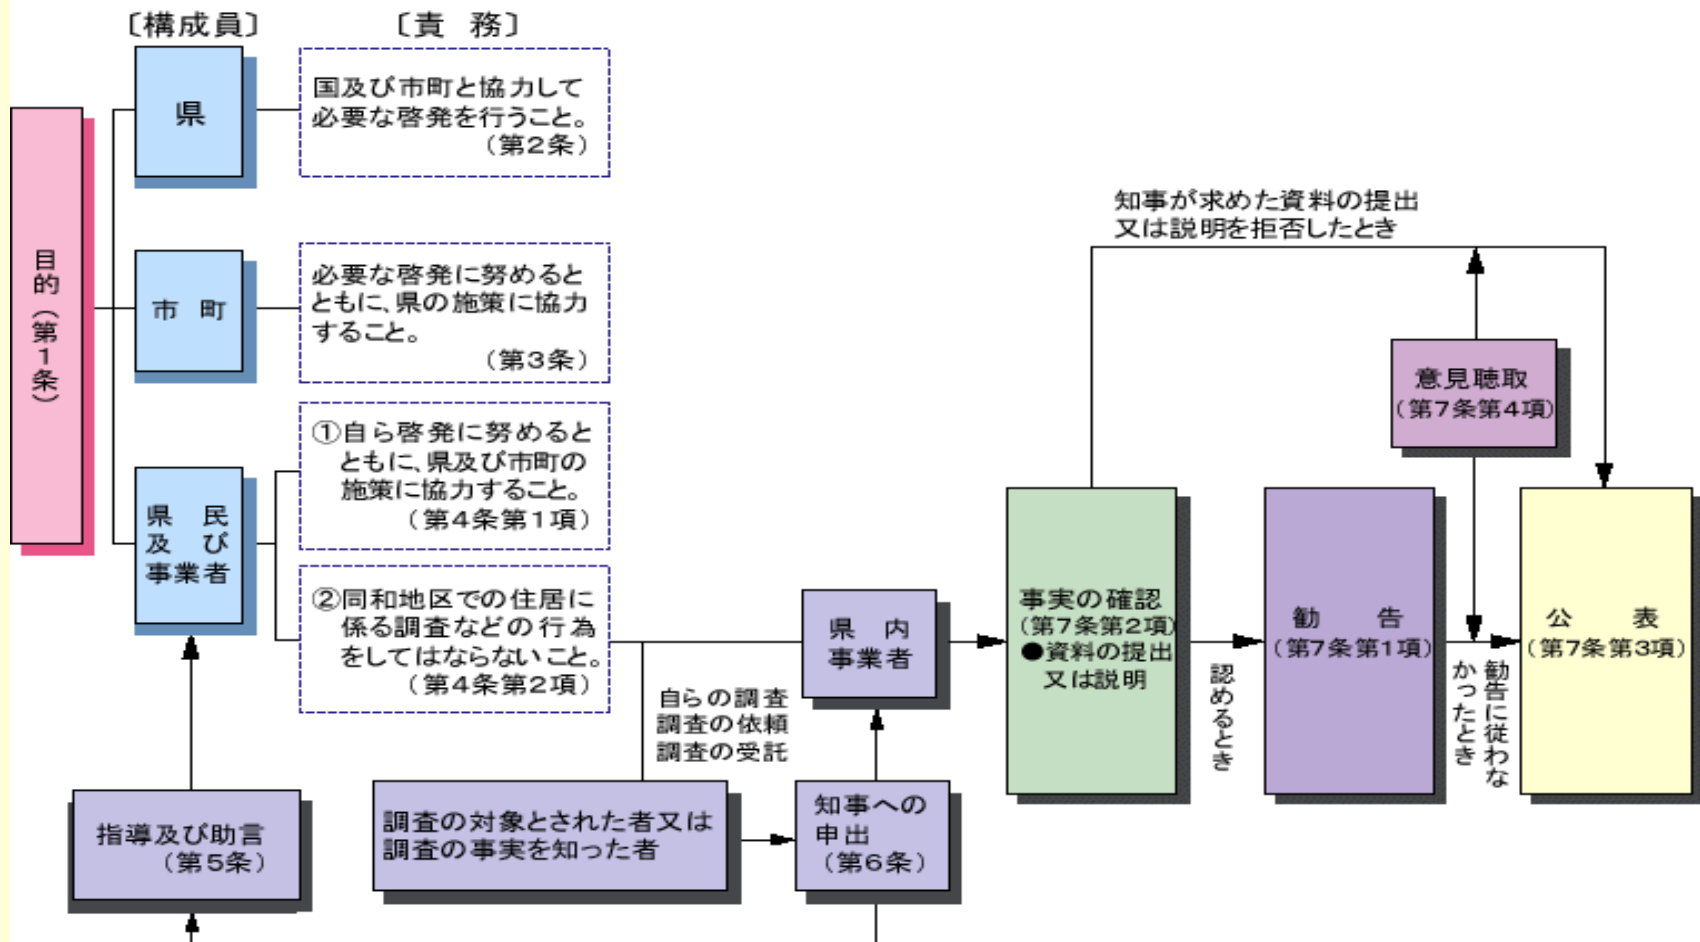 〔構成員〕
〔責　務〕
目的（第1条）
県
国及び市町と協力して
必要な啓発を行うこと。
（第2条）
市　町
必要な啓発に努めるとともに、県の施策に協力
すること。
（第3条）
県　民
及　び
事業者
①自ら啓発に努めると
ともに、県及び市町の
施策に協力すること。
（第4条第1項）
②同和地区での住居に
係る調査などの行為
をしてはならないこと。
（第4条第2項）
指導及び助言
（第5条）
自らの調査
調査の依頼
調査の受託
調査の対象とされた者又は
調査の事実を知った者
知事への
申出
（第6条）
県　内
事業者
事実の確認
（第7条第2項）
●資料の提出
又は説明
知事が求めた資料の提出
又は説明を拒否したとき
認めるとき
勧　告
（第7条第1項）
意見聴取
（第7条第4項）
勧告に従わな
かったとき
公　表
（第7条第3項）